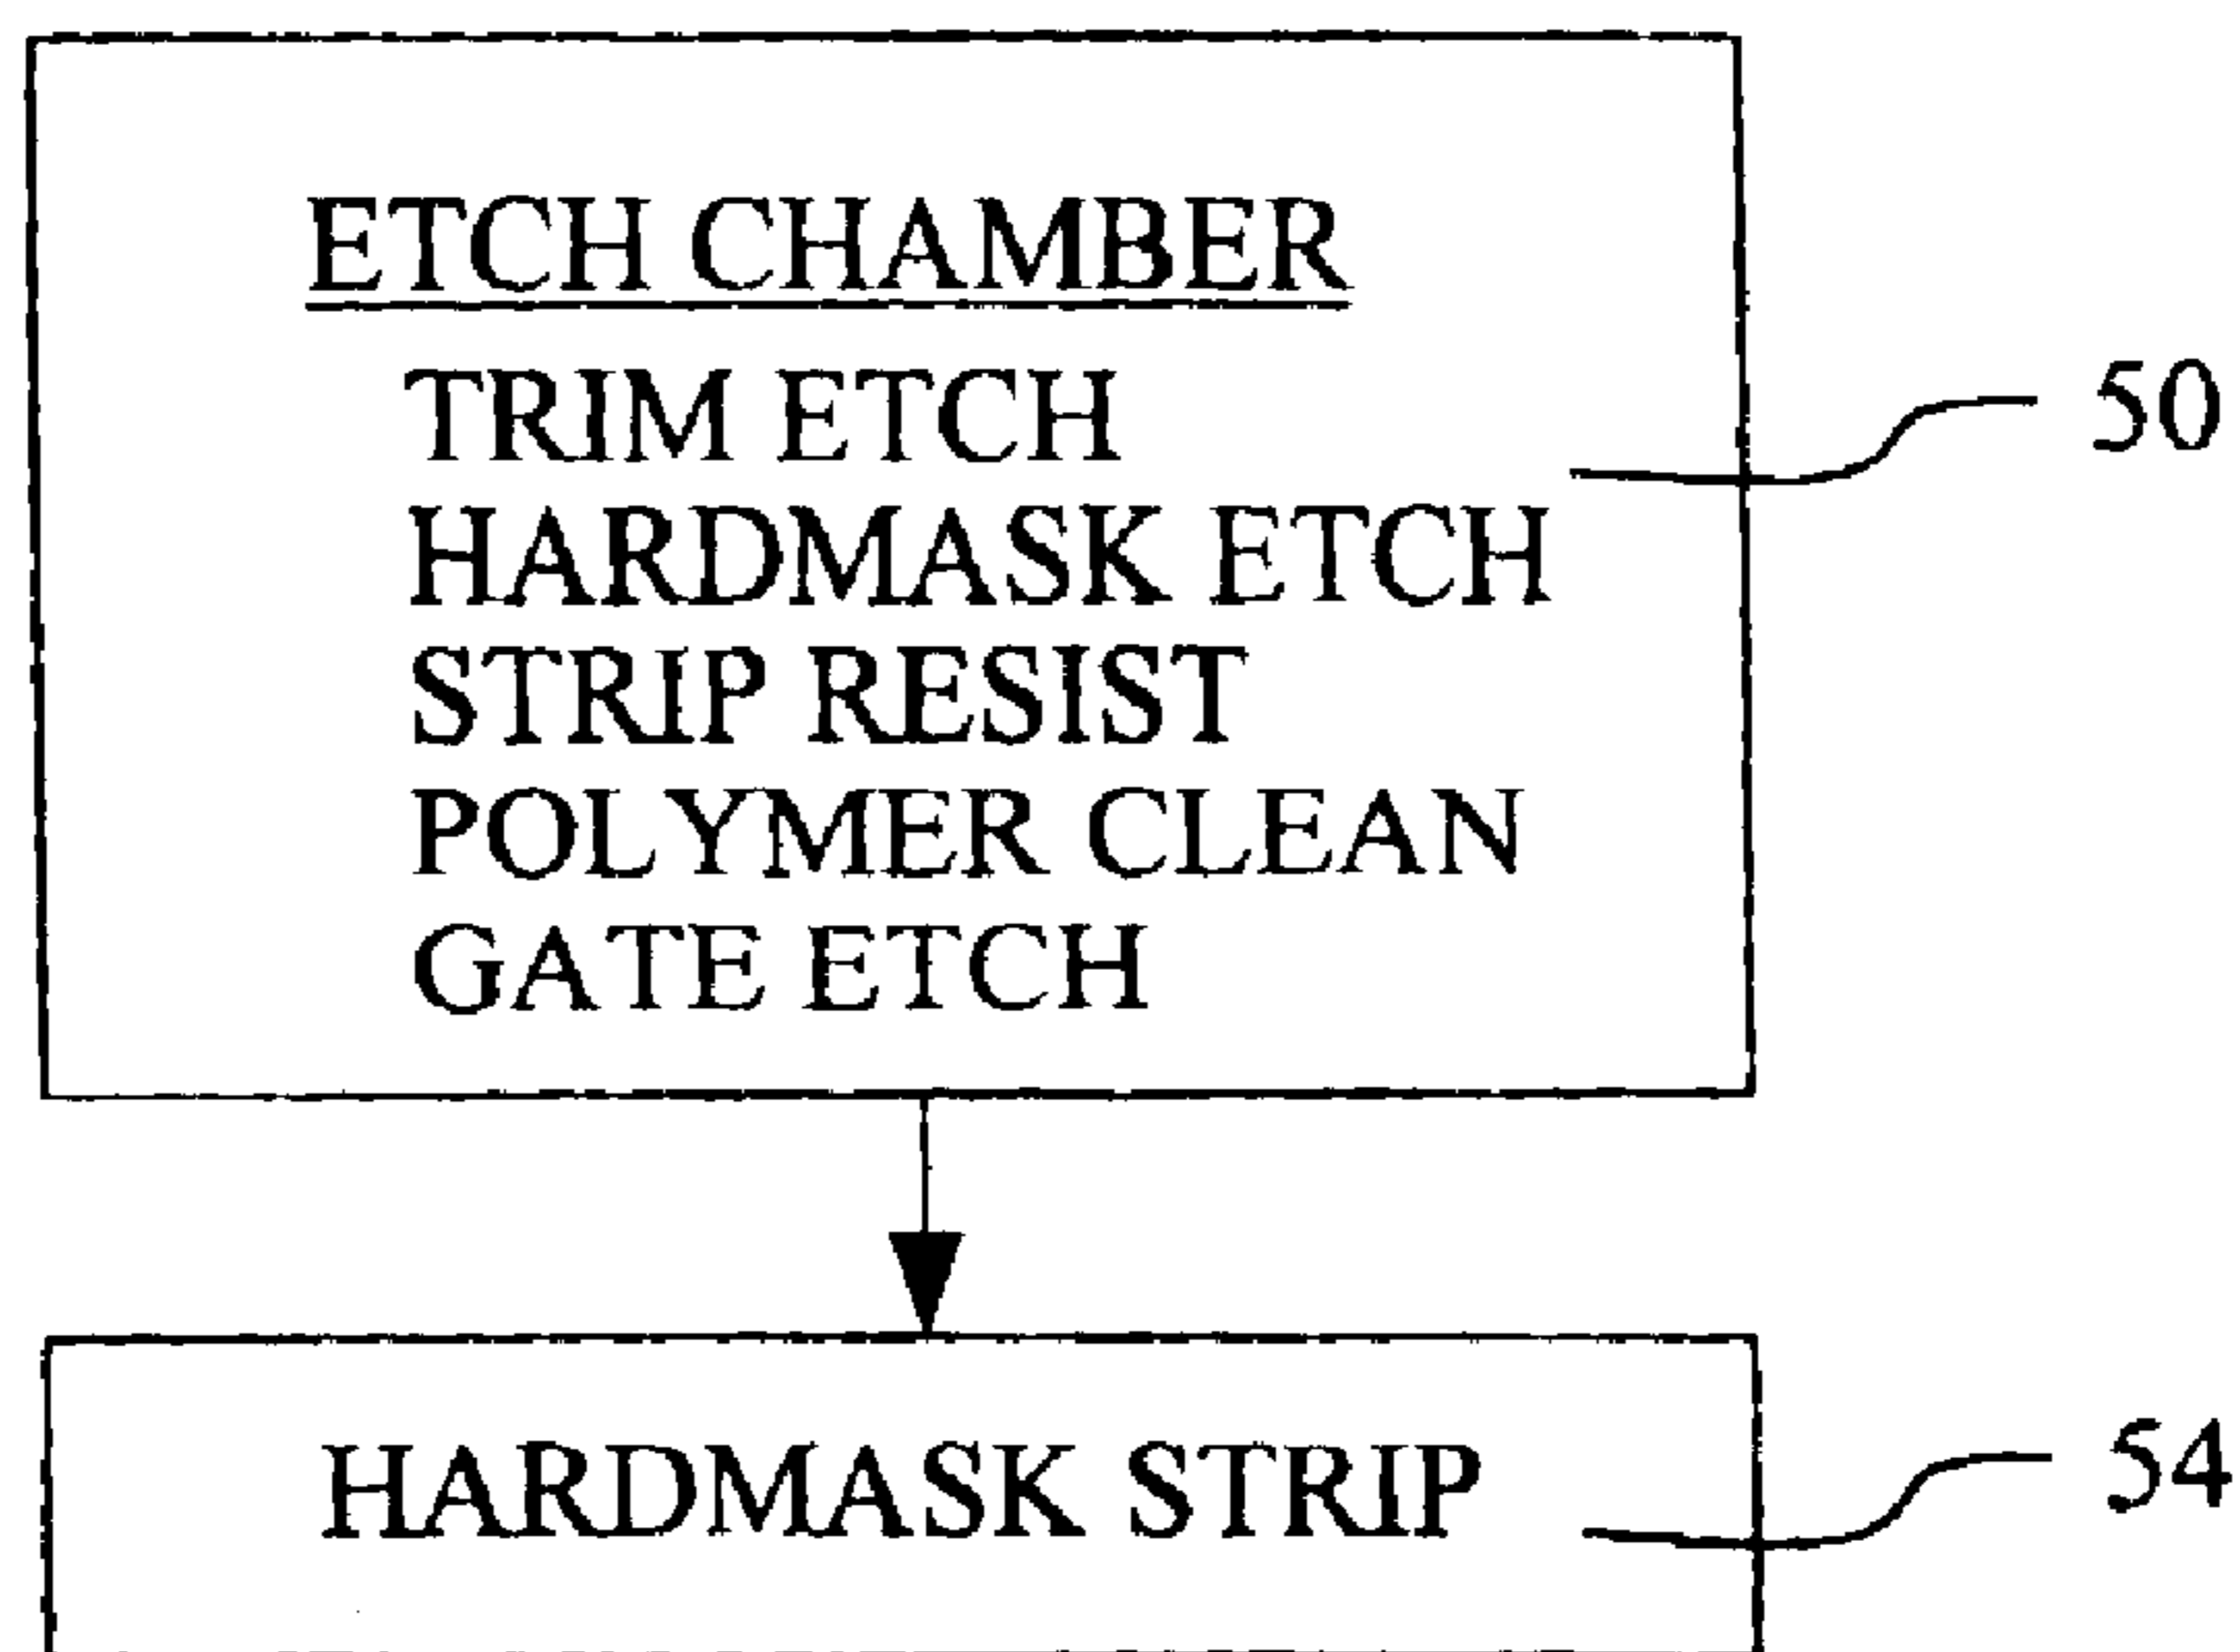 ETCH CHAMBER
TRIM ETCH
50
HARDMASK ETCH
STRIP RESIST
POLYMER CLEAN
GATE ETCH
HARDMASK STRIP
54